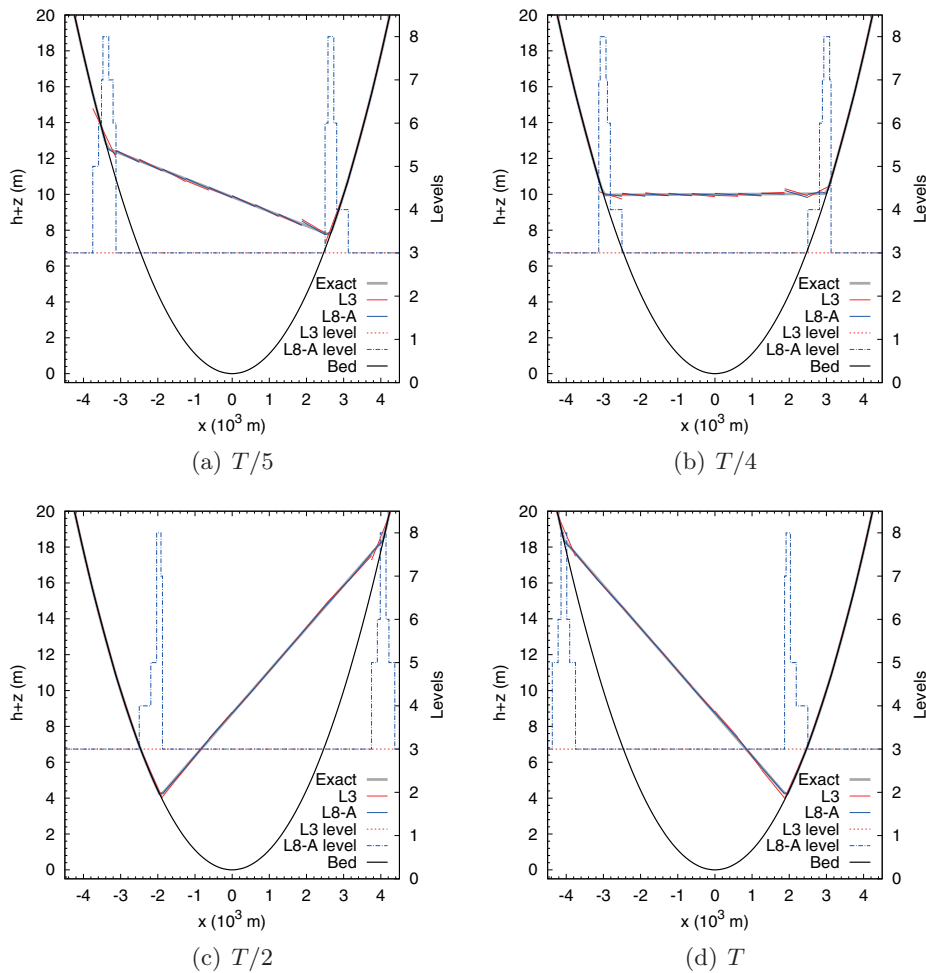 20
18
16
14
12
10
8
6
4
2
0
h+z (m)
8
7
6
5
4
3
2
1
0
Levels
Exact
L3
L8-A
L3 level
L8-A level
Bed
-4 -3 -2 -1 0 1 2 3 4
x (10³ m)
(a) T/5
20
18
16
14
12
10
8
6
4
2
0
h+z (m)
8
7
6
5
4
3
2
1
0
Levels
Exact
L3
L8-A
L3 level
L8-A level
Bed
-4 -3 -2 -1 0 1 2 3 4
x (10³ m)
(b) T/4
20
18
16
14
12
10
8
6
4
2
0
h+z (m)
8
7
6
5
4
3
2
1
0
Levels
Exact
L3
L8-A
L3 level
L8-A level
Bed
-4 -3 -2 -1 0 1 2 3 4
x (10³ m)
(c) T/2
20
18
16
14
12
10
8
6
4
2
0
h+z (m)
8
7
6
5
4
3
2
1
0
Levels
Exact
L3
L8-A
L3 level
L8-A level
Bed
-4 -3 -2 -1 0 1 2 3 4
x (10³ m)
(d) T